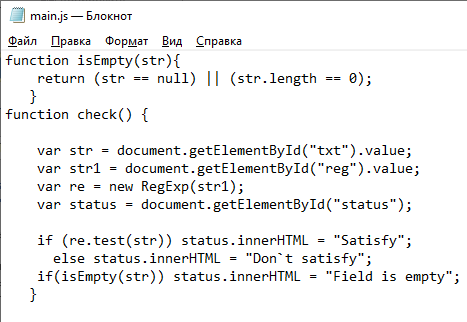 main.js — Блокнот
Файл Правка Формат Вид Справка
function isEmpty(str){
    return (str == null) || (str.length == 0);
   }
function check() {

    var str = document.getElementById("txt").value;
    var str1 = document.getElementById("reg").value;
    var re = new RegExp(str1);
    var status = document.getElementById("status");

    if (re.test(str)) status.innerHTML = "Satisfy";
      else status.innerHTML = "Don`t satisfy";
    if(isEmpty(str)) status.innerHTML = "Field is empty";
   }